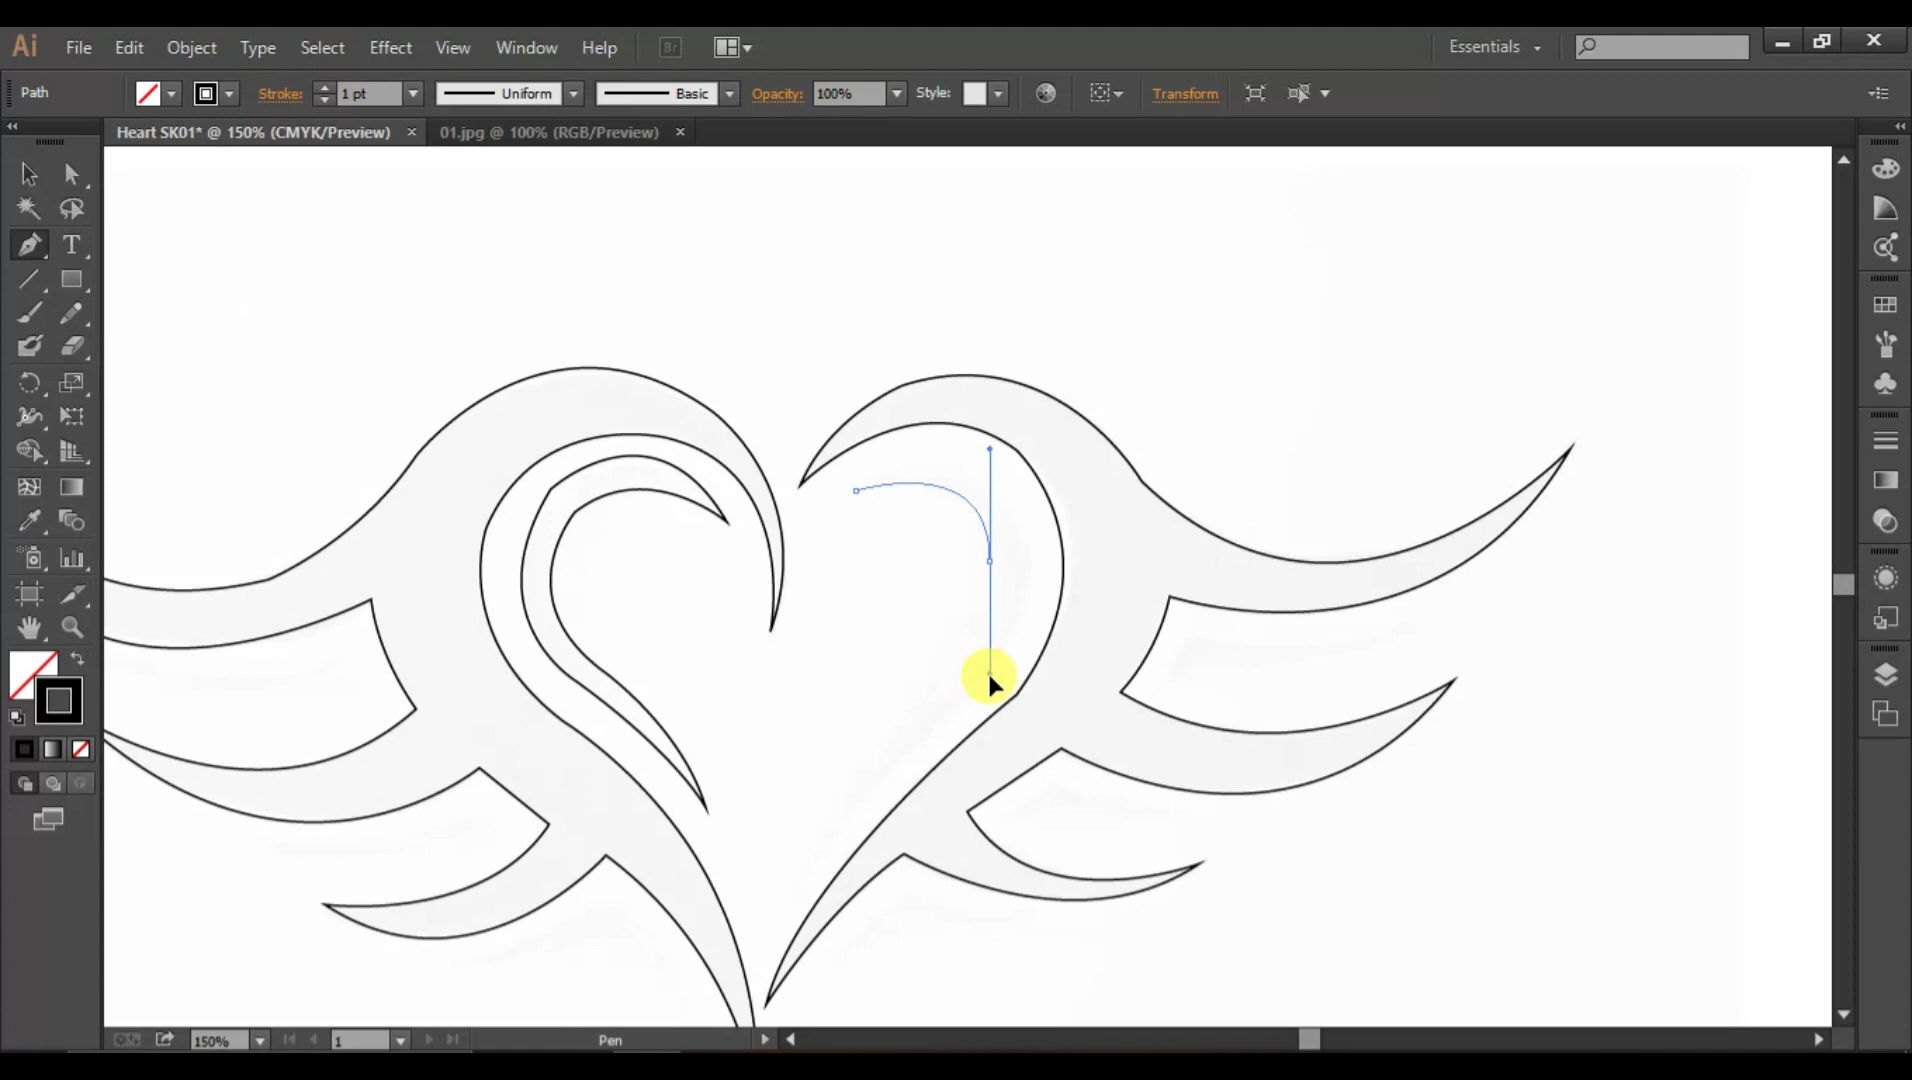 Ai File Edit Object Type Select Effect View Window Help Br Essentials
Path Stroke: 1 pt Uniform Basic Opacity: 100% Style: Transform
Heart SK01* @ 150% (CMYK/Preview) × 01.jpg @ 100% (RGB/Preview) ×
T
150% 1 Pen